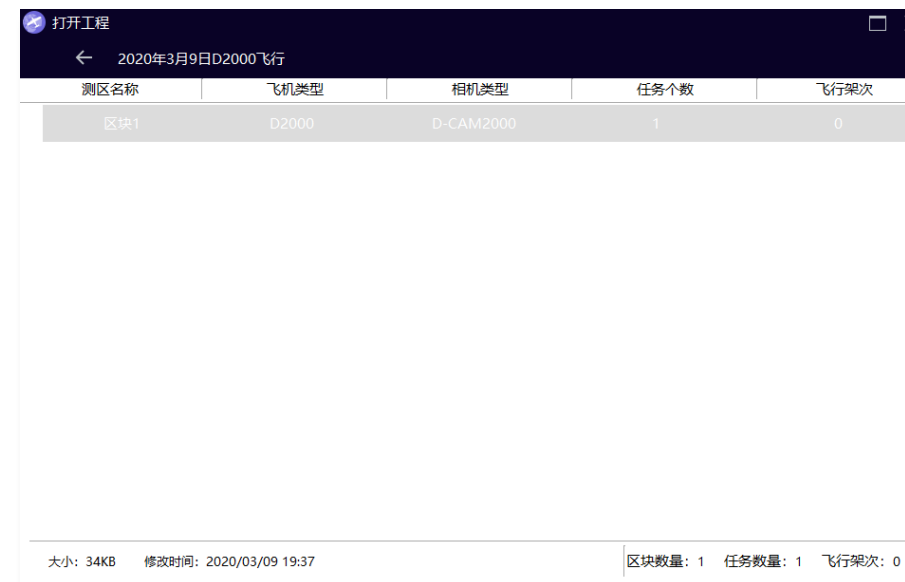 打开工程
2020年3月9日D2000飞行
测区名称 飞机类型 相机类型 任务个数 飞行架次
区块1 D2000 D-CAM2000 1 0
大小: 34KB 修改时间: 2020/03/09 19:37 区块数量: 1 任务数量: 1 飞行架次: 0